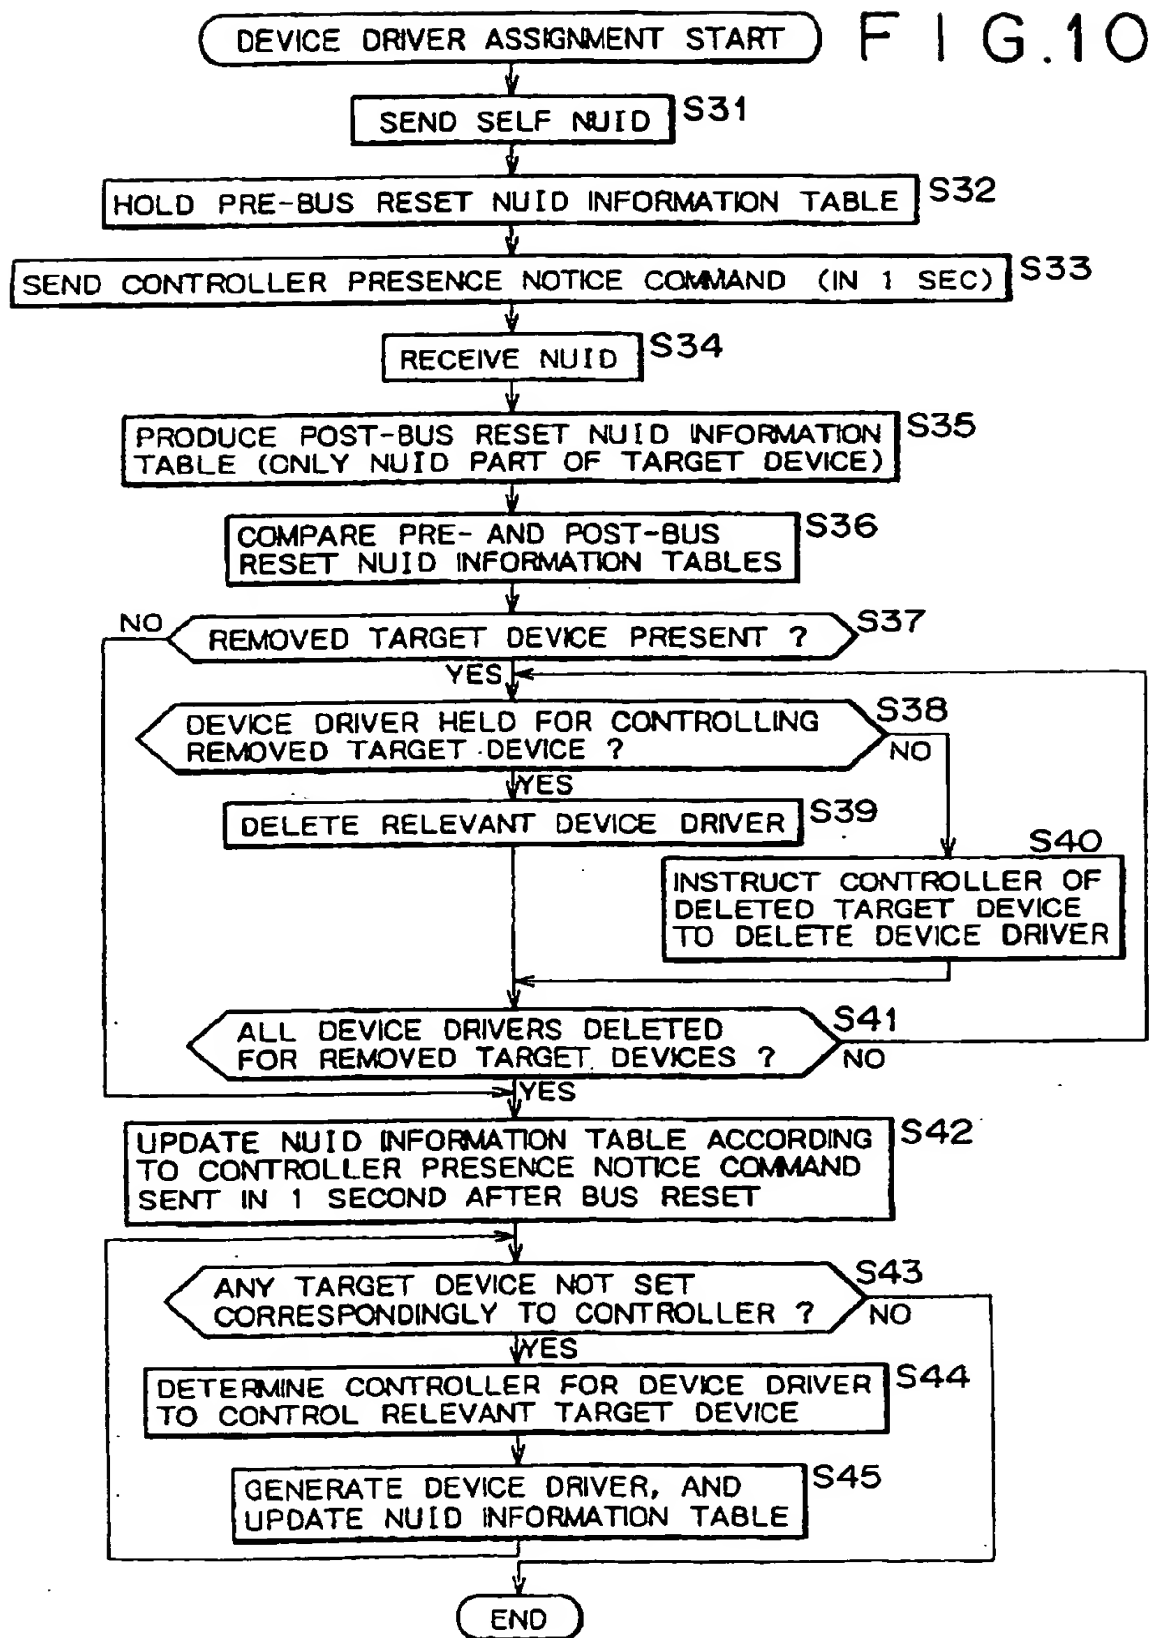 DEVICE DRIVER ASSIGNMENT START
FIG.10
SEND SELF NUID
S31
HOLD PRE-BUS RESET NUID INFORMATION TABLE
S32
SEND CONTROLLER PRESENCE NOTICE COMMAND (IN 1 SEC)
S33
RECEIVE NUID
S34
PRODUCE POST-BUS RESET NUID INFORMATION
TABLE (ONLY NUID PART OF TARGET DEVICE)
S35
COMPARE PRE- AND POST-BUS
RESET NUID INFORMATION TABLES
S36
NO
REMOVED TARGET DEVICE PRESENT ?
S37
YES
DEVICE DRIVER HELD FOR CONTROLLING
REMOVED TARGET DEVICE ?
S38
NO
YES
DELETE RELEVANT DEVICE DRIVER
S39
S40
INSTRUCT CONTROLLER OF
DELETED TARGET DEVICE
TO DELETE DEVICE DRIVER
ALL DEVICE DRIVERS DELETED
FOR REMOVED TARGET DEVICES ?
S41
NO
YES
UPDATE NUID INFORMATION TABLE ACCORDING
TO CONTROLLER PRESENCE NOTICE COMMAND
SENT IN 1 SECOND AFTER BUS RESET
S42
ANY TARGET DEVICE NOT SET
CORRESPONDINGLY TO CONTROLLER ?
S43
NO
YES
DETERMINE CONTROLLER FOR DEVICE DRIVER
TO CONTROL RELEVANT TARGET DEVICE
S44
GENERATE DEVICE DRIVER, AND
UPDATE NUID INFORMATION TABLE
S45
END